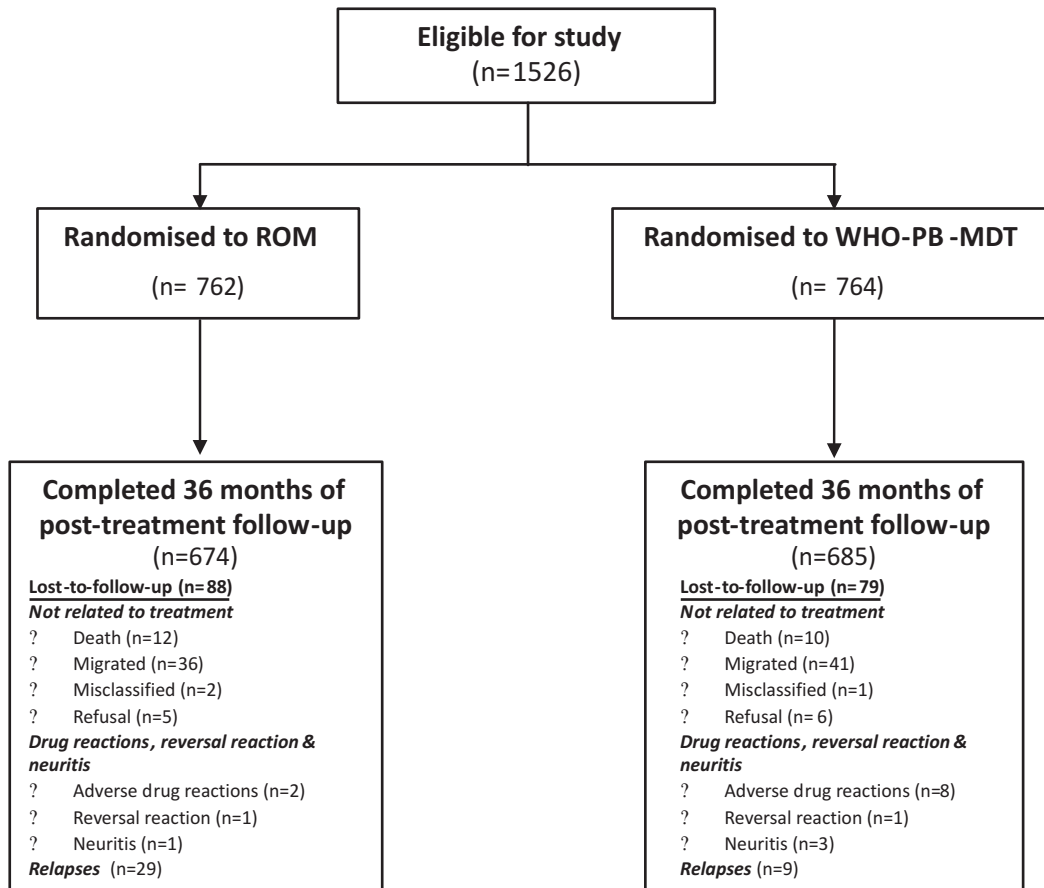 Eligible for study
(n=1526)
Randomised to ROM
(n= 762)
Randomised to WHO-PB -MDT
(n= 764)
Completed 36 months of
post-treatment follow-up
(n=674)
Lost-to-follow-up (n=88)
Not related to treatment
? Death (n=12)
? Migrated (n=36)
? Misclassified (n=2)
? Refusal (n=5)
Drug reactions, reversal reaction &
neuritis
? Adverse drug reactions (n=2)
? Reversal reaction (n=1)
? Neuritis (n=1)
Relapses (n=29)
Completed 36 months of
post-treatment follow-up
(n=685)
Lost-to-follow-up (n=79)
Not related to treatment
? Death (n=10)
? Migrated (n=41)
? Misclassified (n=1)
? Refusal (n= 6)
Drug reactions, reversal reaction &
neuritis
? Adverse drug reactions (n=8)
? Reversal reaction (n=1)
? Neuritis (n=3)
Relapses (n=9)